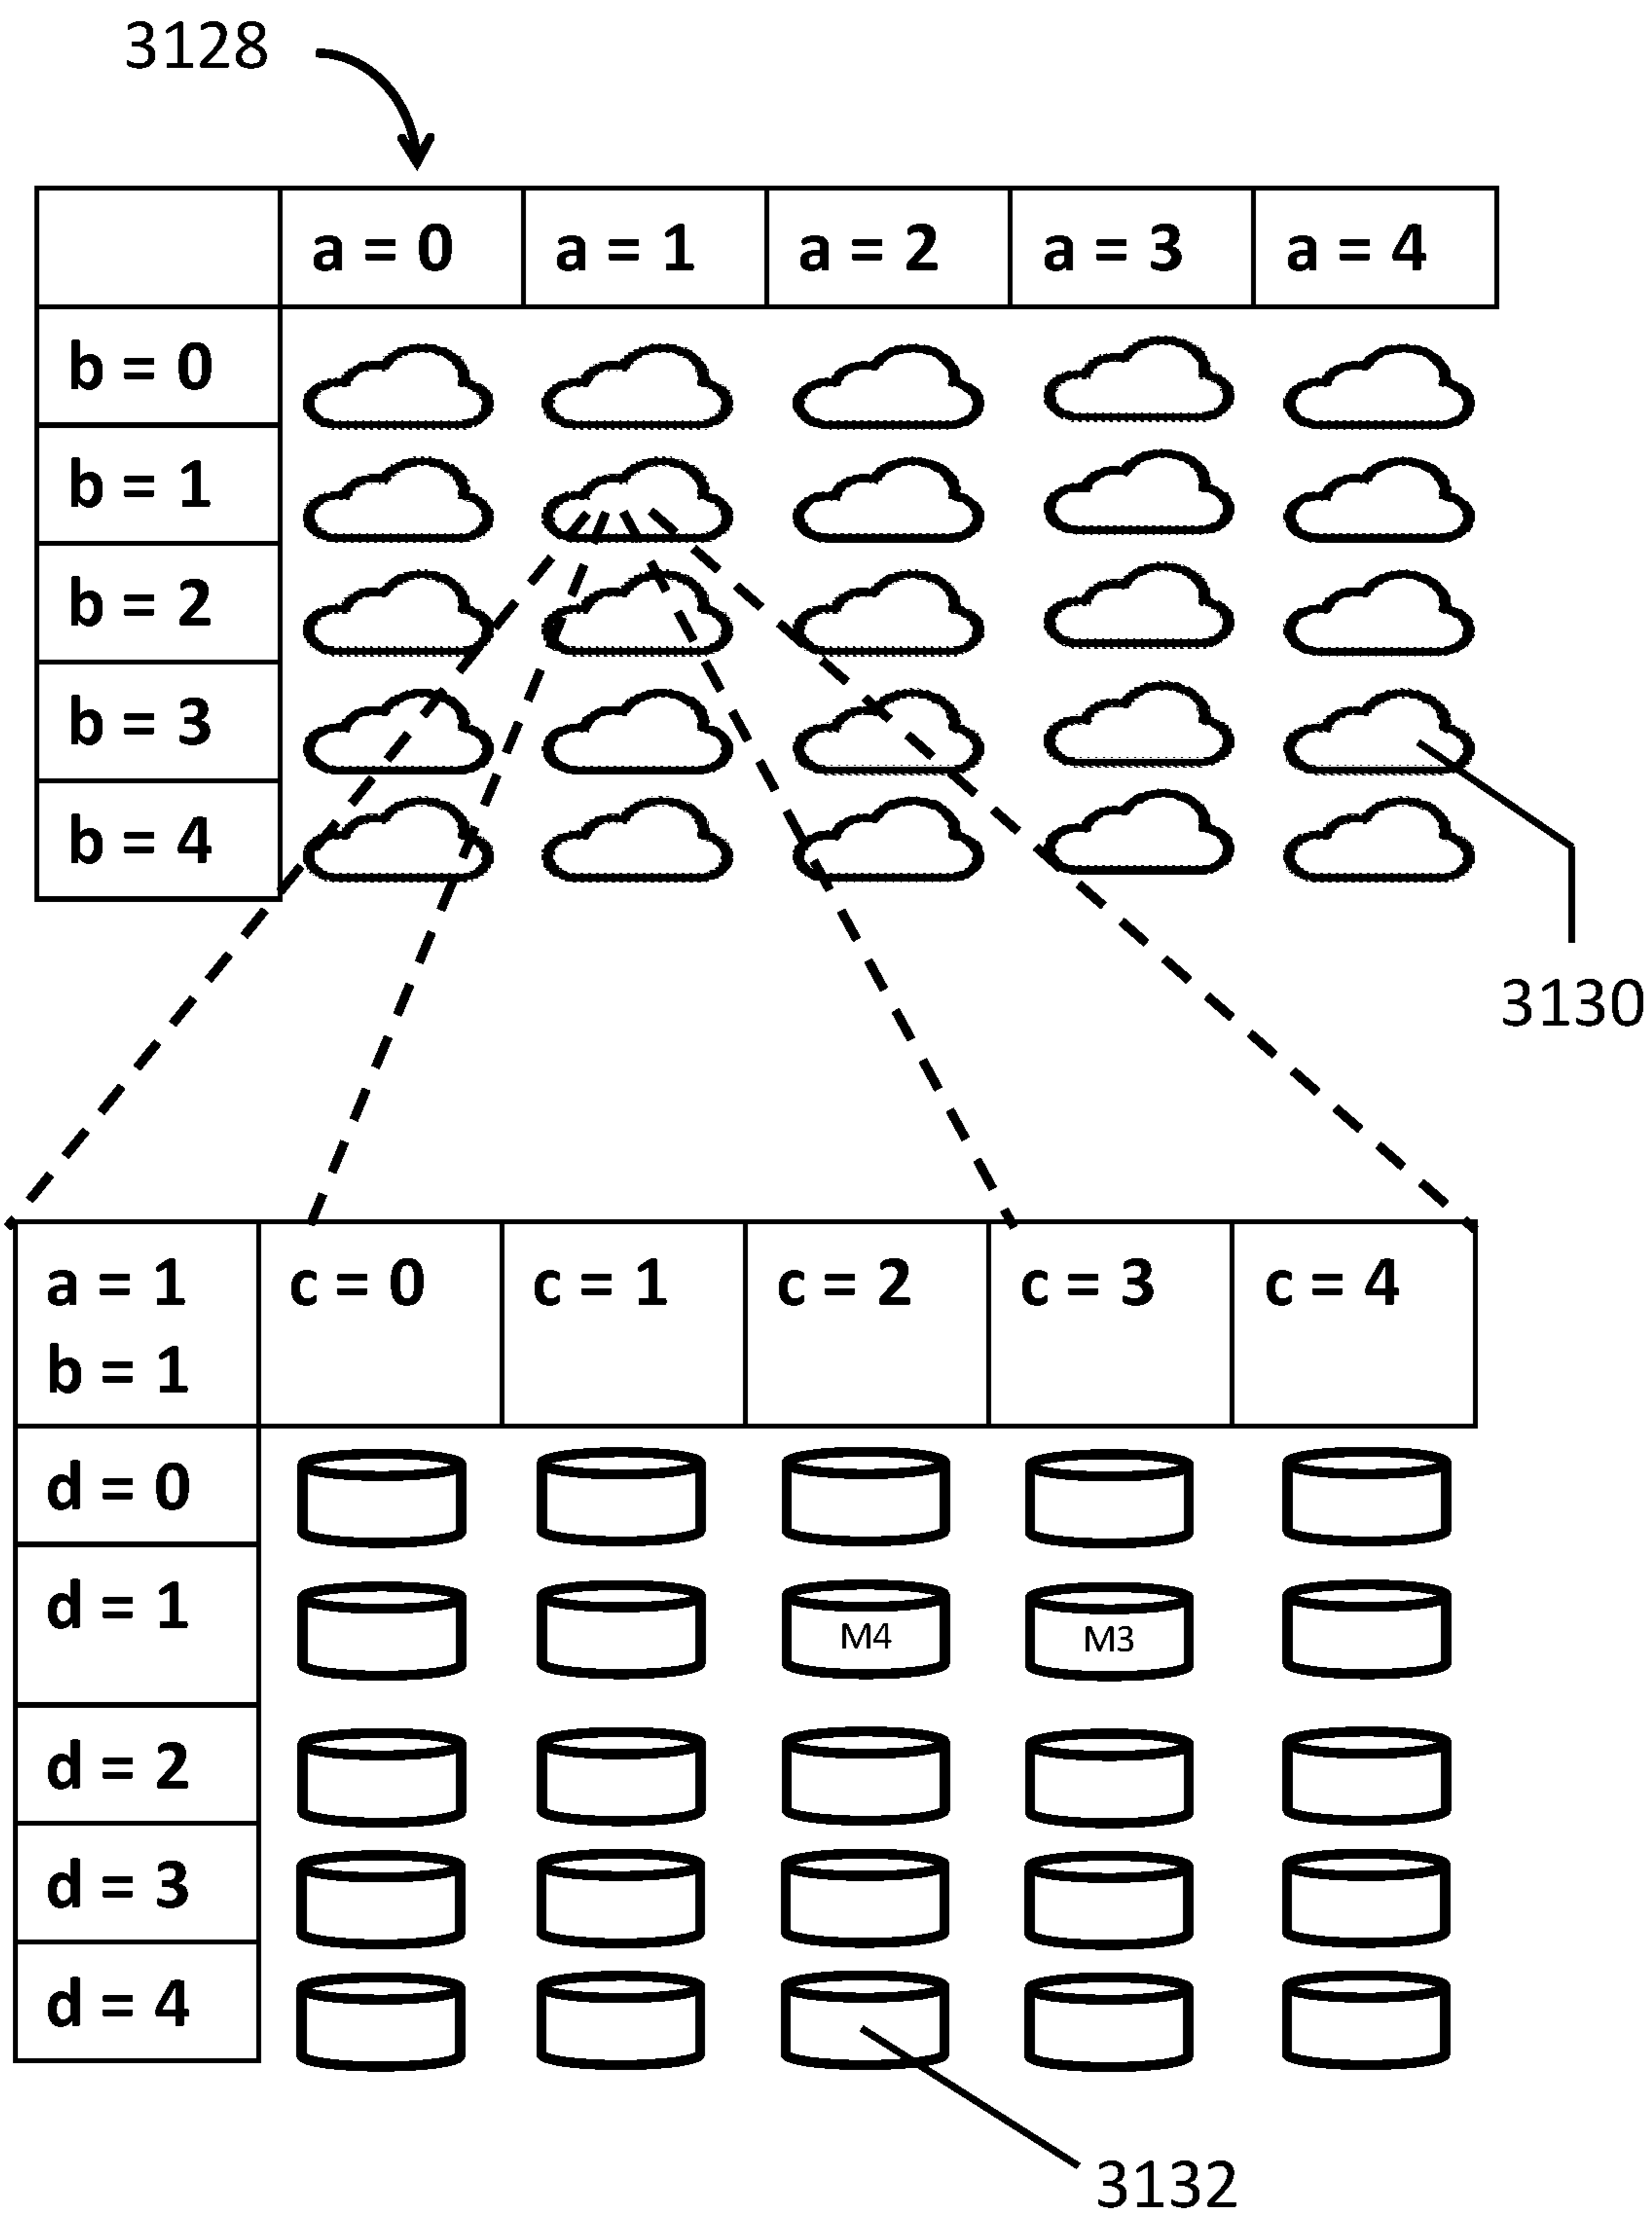 3128
a = 0 a = 1 a = 2 a = 3 a = 4
b = 0
b = 1
b = 2
b = 3
b = 4
3130
a = 1 c = 0 c = 1 c = 2 c = 3 c = 4
b = 1
d = 0
d = 1
M4 M3
d = 2
d = 3
d = 4
3132